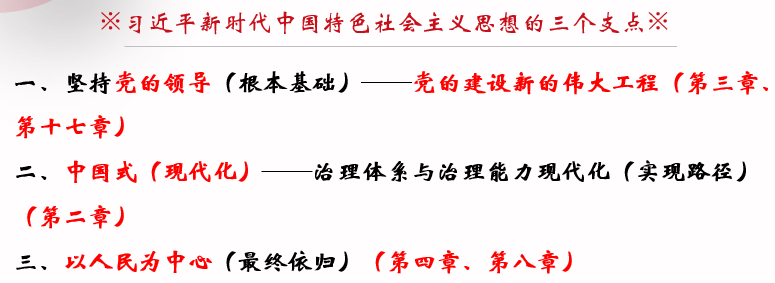 ※习近平新时代中国特色社会主义思想的三个支点※
一、坚持党的领导（根本基础）——党的建设新的伟大工程（第三章、
第十七章）
二、中国式（现代化）——治理体系与治理能力现代化（实现路径）
（第二章）
三、以人民为中心（最终依归）（第四章、第八章）